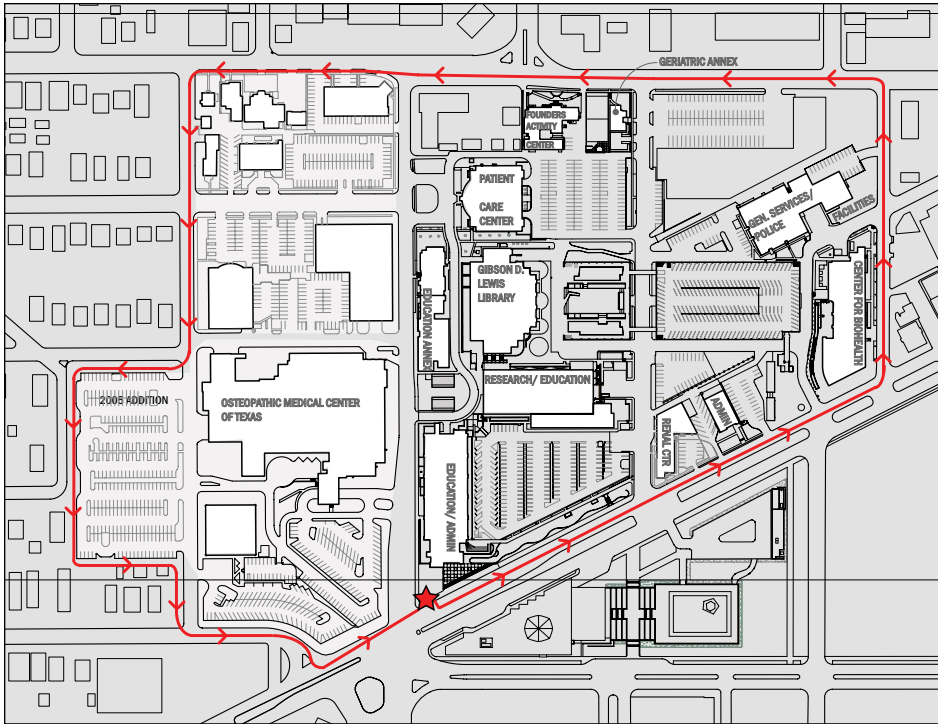 GERIATRIC ANNEX
FOUNDERS
ACTIVITY
CENTER
PATIENT
CARE
CENTER
GEN. SERVICES/
POLICE
FACILITIES
GIBSON D.
LEWIS
LIBRARY
EDUCATION ANNEX
CENTER FOR BIOHEALTH
RESEARCH/ EDUCATION
2005 ADDITION
OSTEOPATHIC MEDICAL CENTER
OF TEXAS
ADMIN
RENAL CTR
EDUCATION/ ADMIN